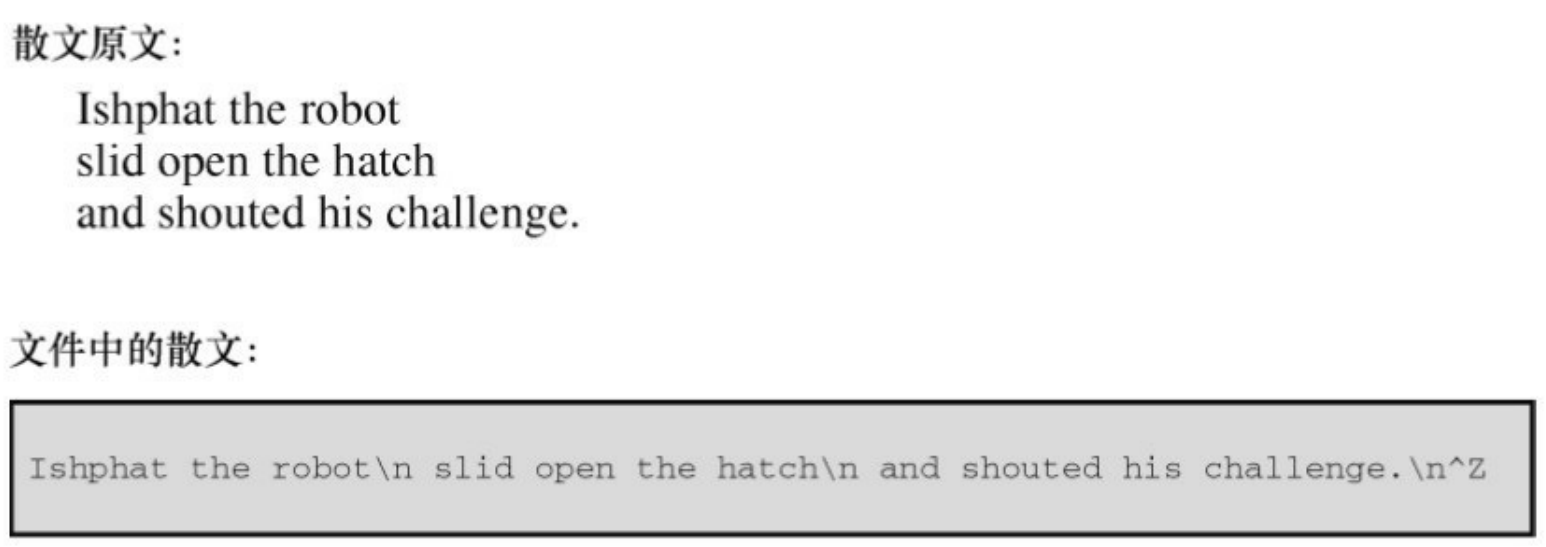 散文原文：
Ishphat the robot
slid open the hatch
and shouted his challenge.
文件中的散文：
Ishphat the robot\n slid open the hatch\n and shouted his challenge.\n^Z